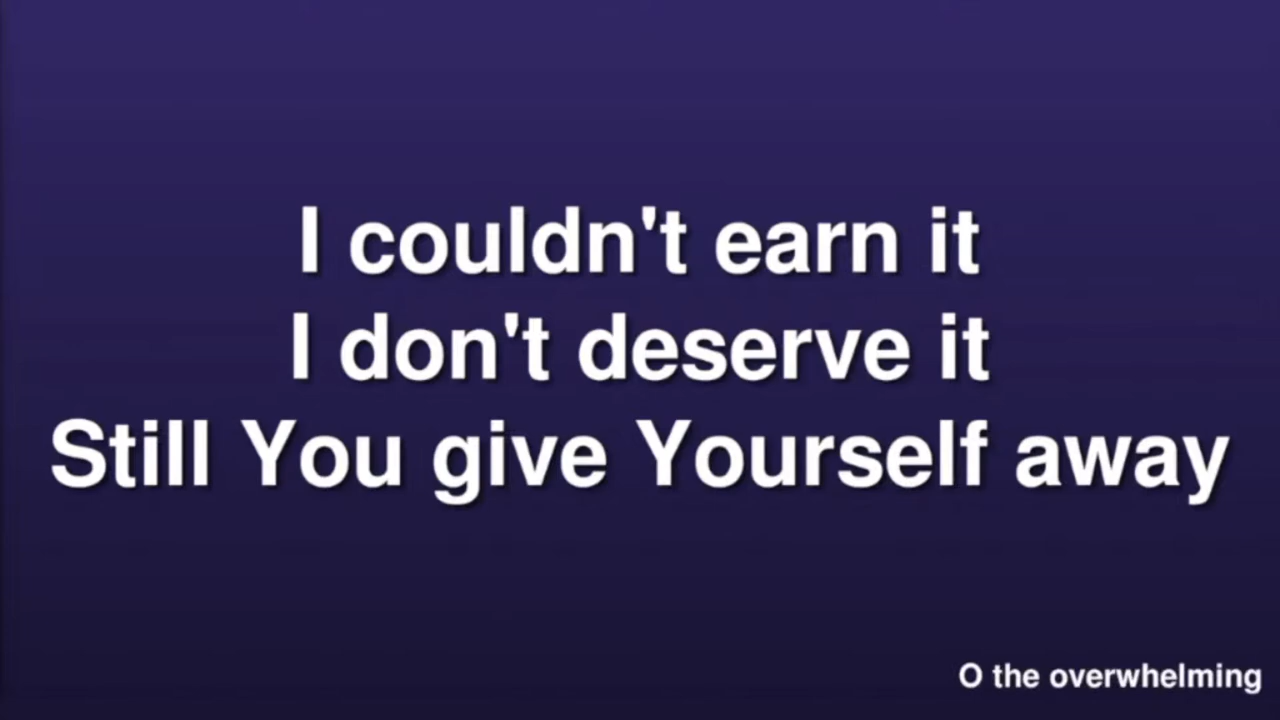 I couldn't earn it
I don't deserve it
Still You give Yourself away
O the overwhelming